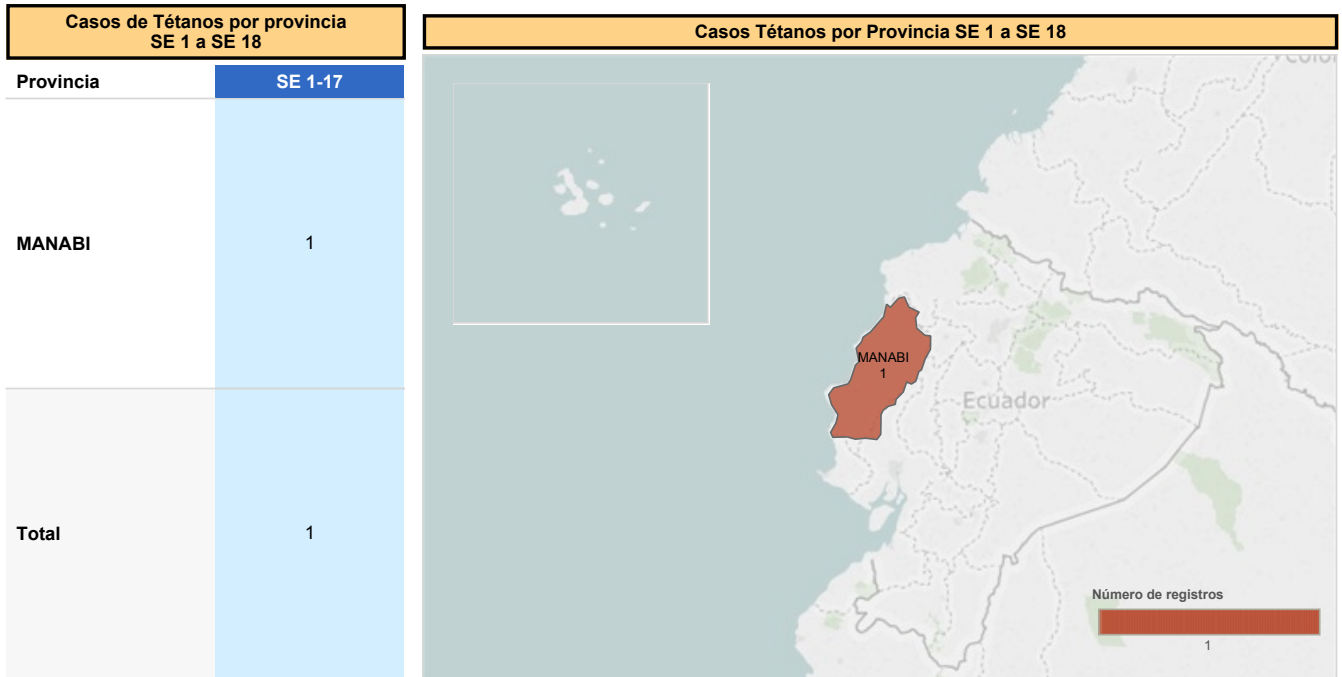 Casos de Tétanos por provincia
SE 1 a SE 18
Provincia SE 1-17
MANABI 1
Total 1
Casos Tétanos por Provincia SE 1 a SE 18
MANABI
1
Ecuador
Número de registros
1